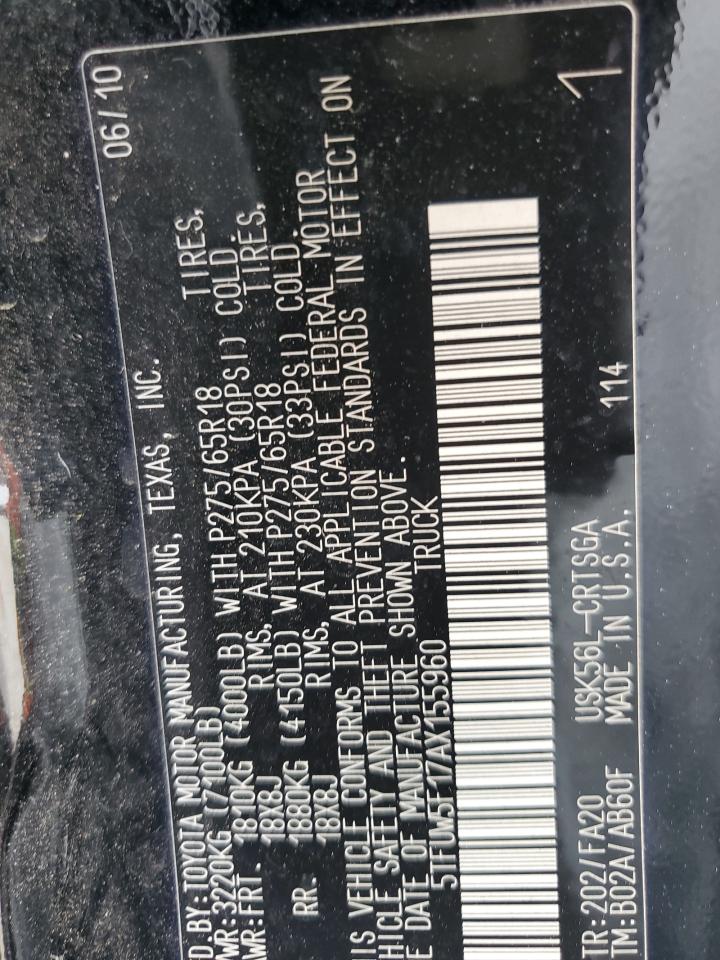 06/10
D. BY: TOYOTA MOTOR MANUFACTURING, TEXAS, INC.
WR: 3220KG (7100LB)
WR: FRT. 1810KG (4000LB) WITH P275/65R18 TIRES,
18X8J RIMS, AT 210KPA (30PSI) COLD.
RR. 1880KG (4150LB) WITH P275/65R18 TIRES,
18X8J RIMS, AT 230KPA (33PSI) COLD.
IS VEHICLE CONFORMS TO ALL APPLICABLE FEDERAL MOTOR
HICLE SAFETY AND THEFT PREVENTION STANDARDS IN EFFECT ON
E DATE OF MANUFACTURE SHOWN ABOVE.
5TFUM5F17AX155960 TRUCK
TR: 202/FA20 USK56L-CRTSGA
TM: B02A/AB60F MADE IN U.S.A. 114
1